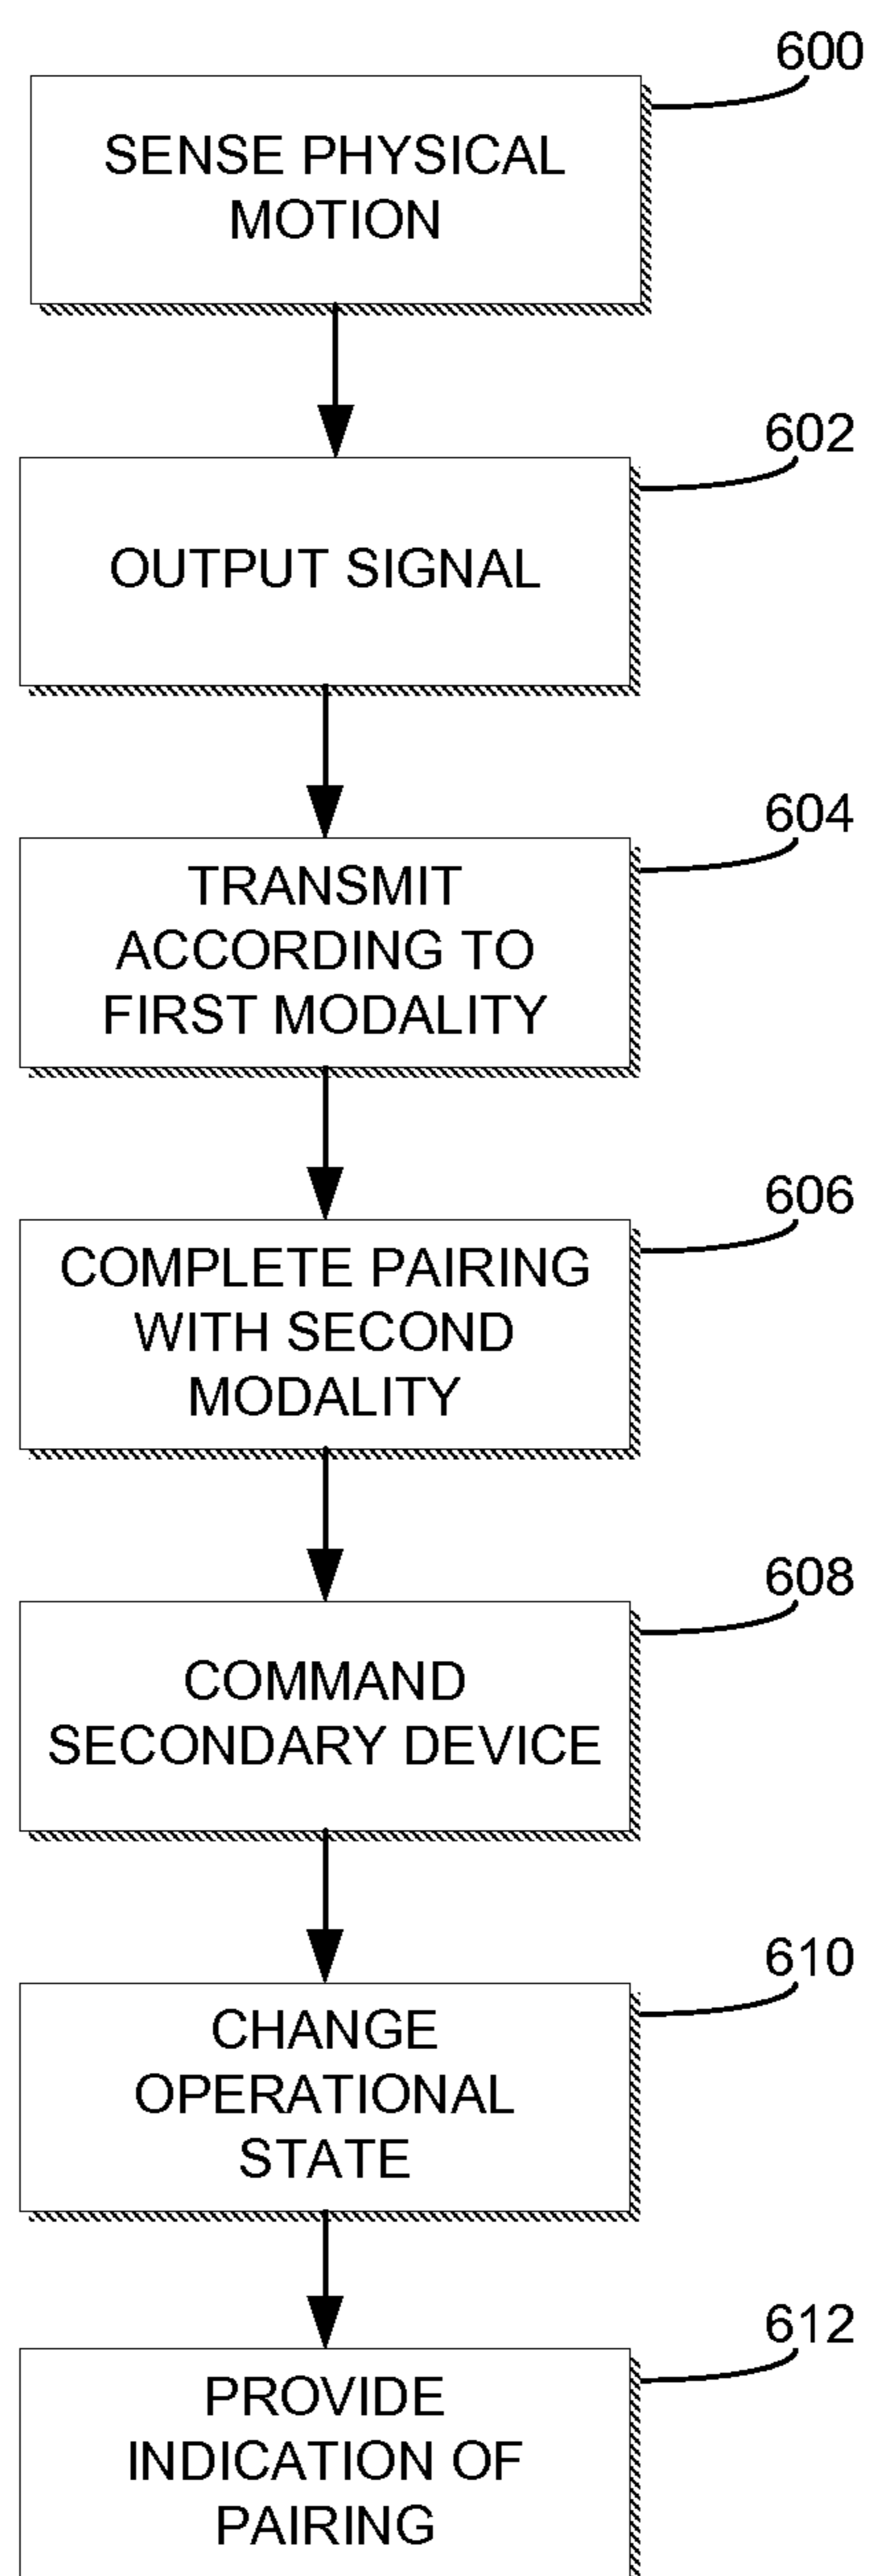 600
SENSE PHYSICAL
MOTION
602
OUTPUT SIGNAL
604
TRANSMIT
ACCORDING TO
FIRST MODALITY
606
COMPLETE PAIRING
WITH SECOND
MODALITY
608
COMMAND
SECONDARY DEVICE
610
CHANGE
OPERATIONAL
STATE
612
PROVIDE
INDICATION OF
PAIRING